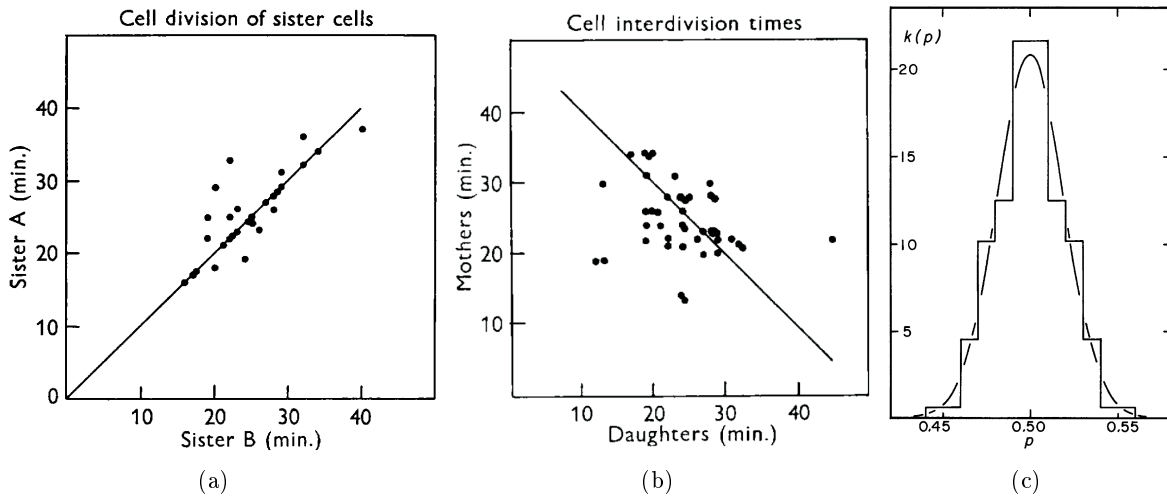 Cell division of sister cells
Sister A (min.)
40
30
20
10
0
10 20 30 40
Sister B (min.)
(a)
Cell interdivision times
Mothers (min.)
40
30
20
10
10 20 30 40
Daughters (min.)
(b)
k(p)
20
15
10
5
0.45 0.50 0.55
p
(c)